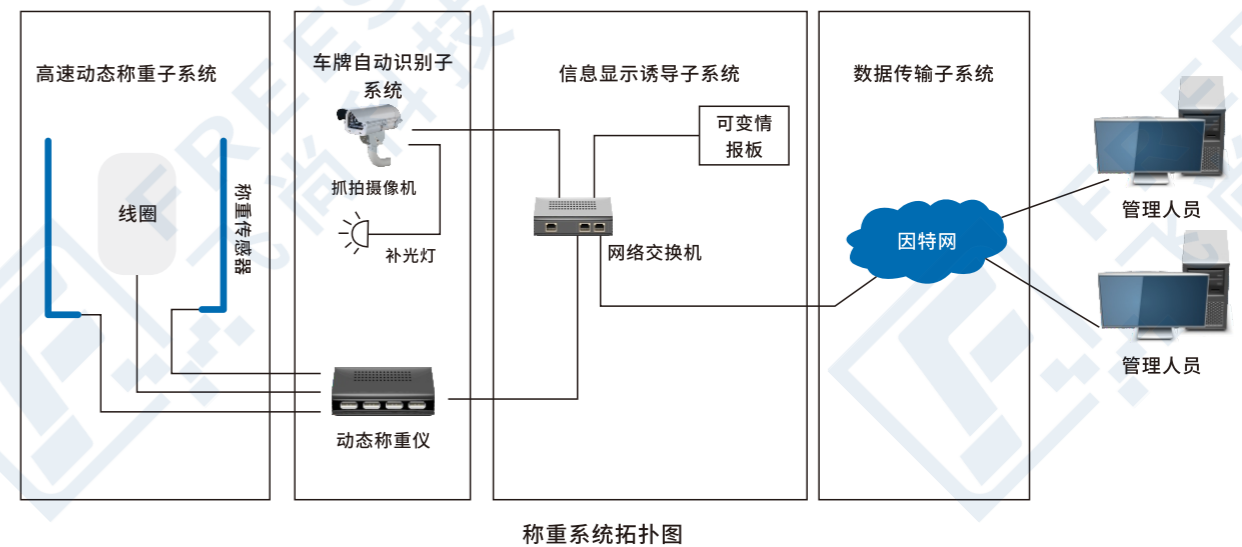 高速动态称重子系统
线圈
称重传感器
车牌自动识别子
系统
抓拍摄像机
补光灯
动态称重仪
信息显示诱导子系统
可变情
报板
网络交换机
数据传输子系统
因特网
管理人员
管理人员
称重系统拓扑图